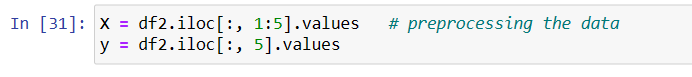 In [31]: X = df2.iloc[:, 1:5].values   # preprocessing the data
y = df2.iloc[:, 5].values